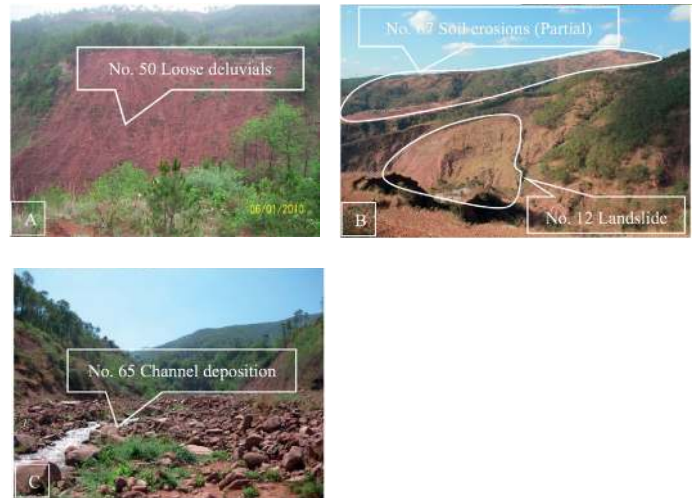 No. 50 Loose deluvials
A
06/01/2010
No. 67 Soil erosions (Partial)
B
No. 12 Landslide
No. 65 Channel deposition
C